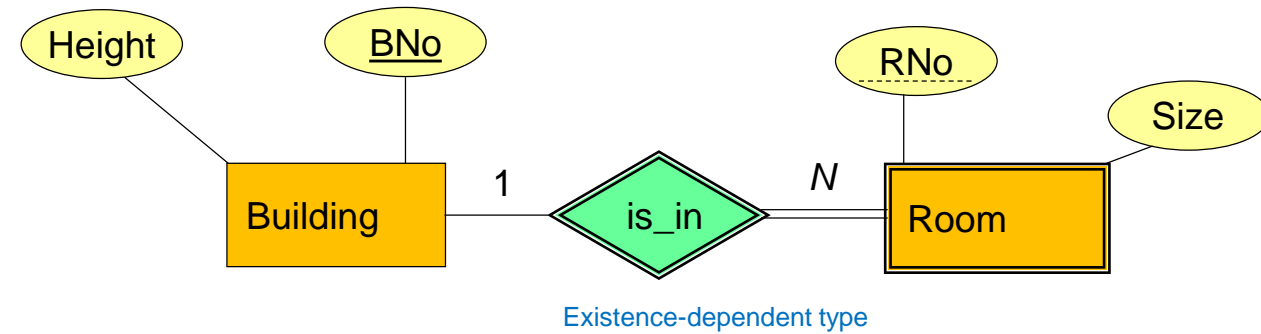 Height
BNo
RNo
Size
Building
1
is_in
N
Room
Existence-dependent type